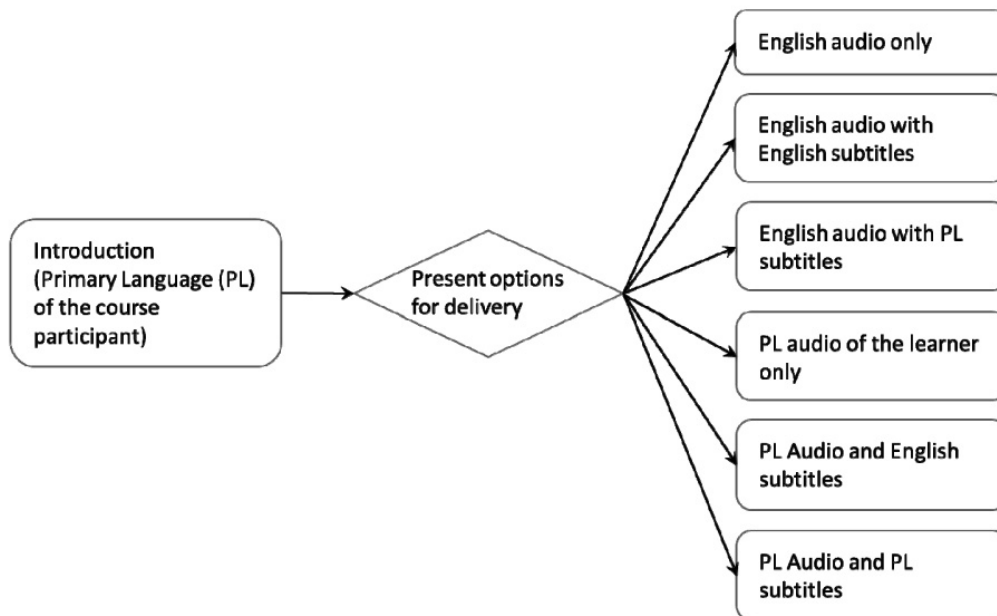 Introduction
(Primary Language (PL)
of the course
participant)
Present options
for delivery
English audio only
English audio with
English subtitles
English audio with PL
subtitles
PL audio of the learner
only
PL Audio and English
subtitles
PL Audio and PL
subtitles